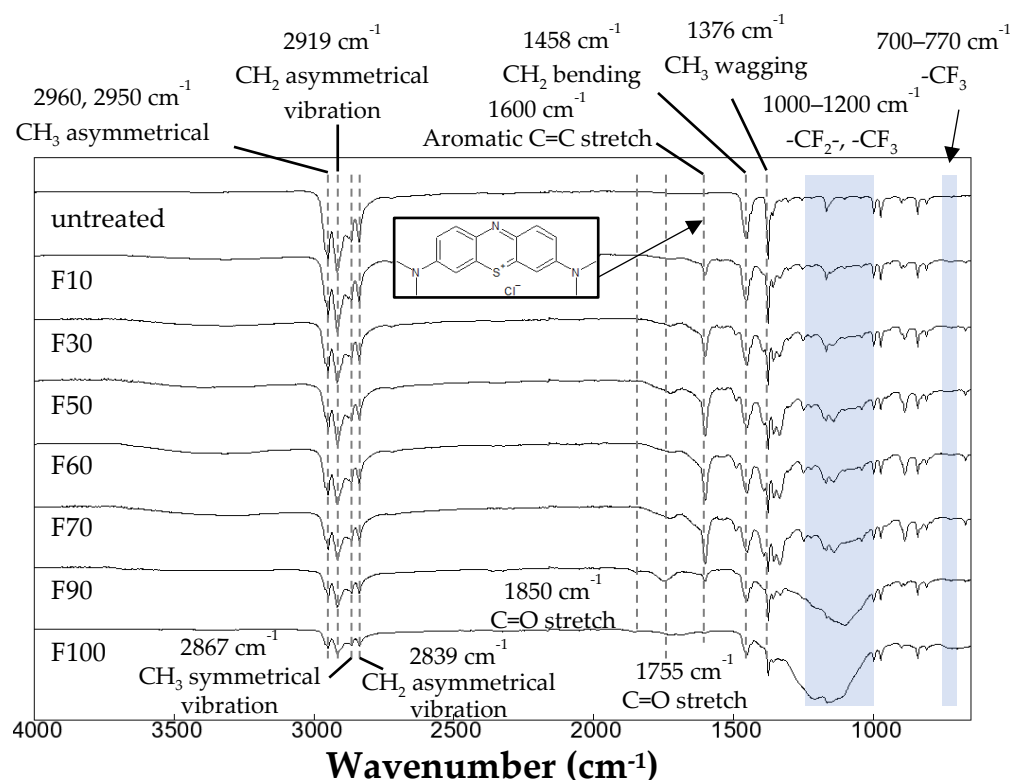 2919 cm⁻¹
CH₂ asymmetrical
vibration
1458 cm⁻¹
CH₂ bending
1376 cm⁻¹
CH₃ wagging
700–770 cm⁻¹
-CF₃
2960, 2950 cm⁻¹
CH₃ asymmetrical
1600 cm⁻¹
Aromatic C=C stretch
1000–1200 cm⁻¹
-CF₂-, -CF₃
untreated
F10
F30
F50
F60
F70
F90
F100
N
N
S⁺
N
Cl⁻
1850 cm⁻¹
C=O stretch
2867 cm⁻¹
CH₃ symmetrical
vibration
2839 cm⁻¹
CH₂ asymmetrical
vibration
1755 cm⁻¹
C=O stretch
4000
3500
3000
2500
2000
1500
1000
Wavenumber (cm⁻¹)